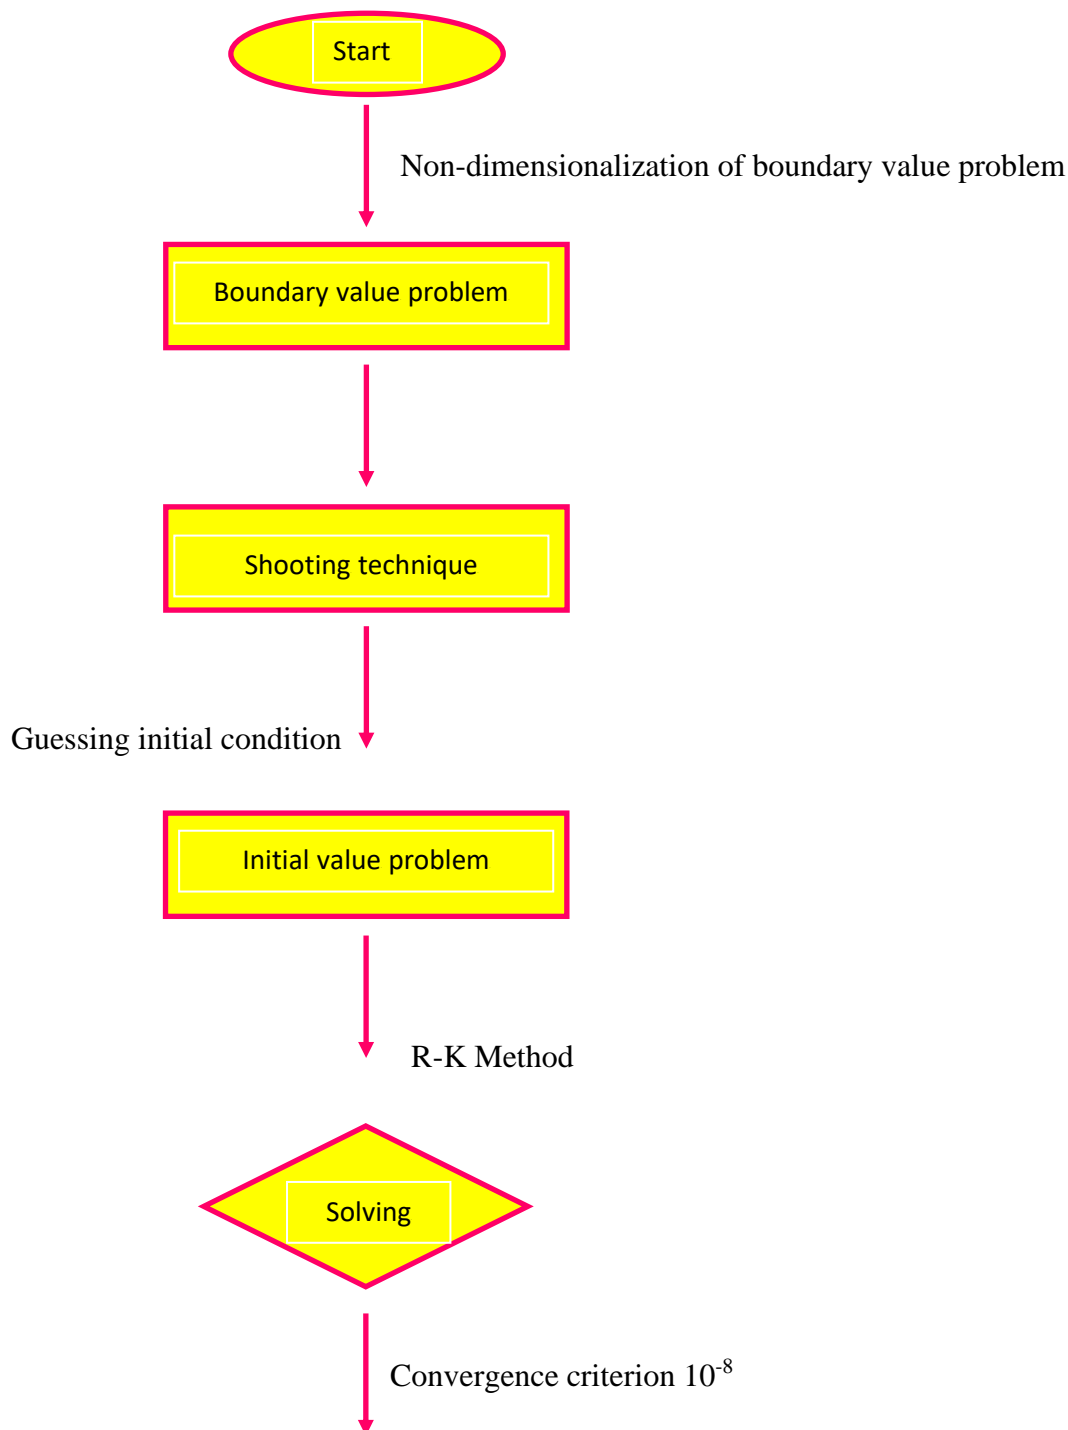 Start
Non-dimensionalization of boundary value problem
Boundary value problem
Shooting technique
Guessing initial condition
Initial value problem
R-K Method
Solving
Convergence criterion 10⁻⁸